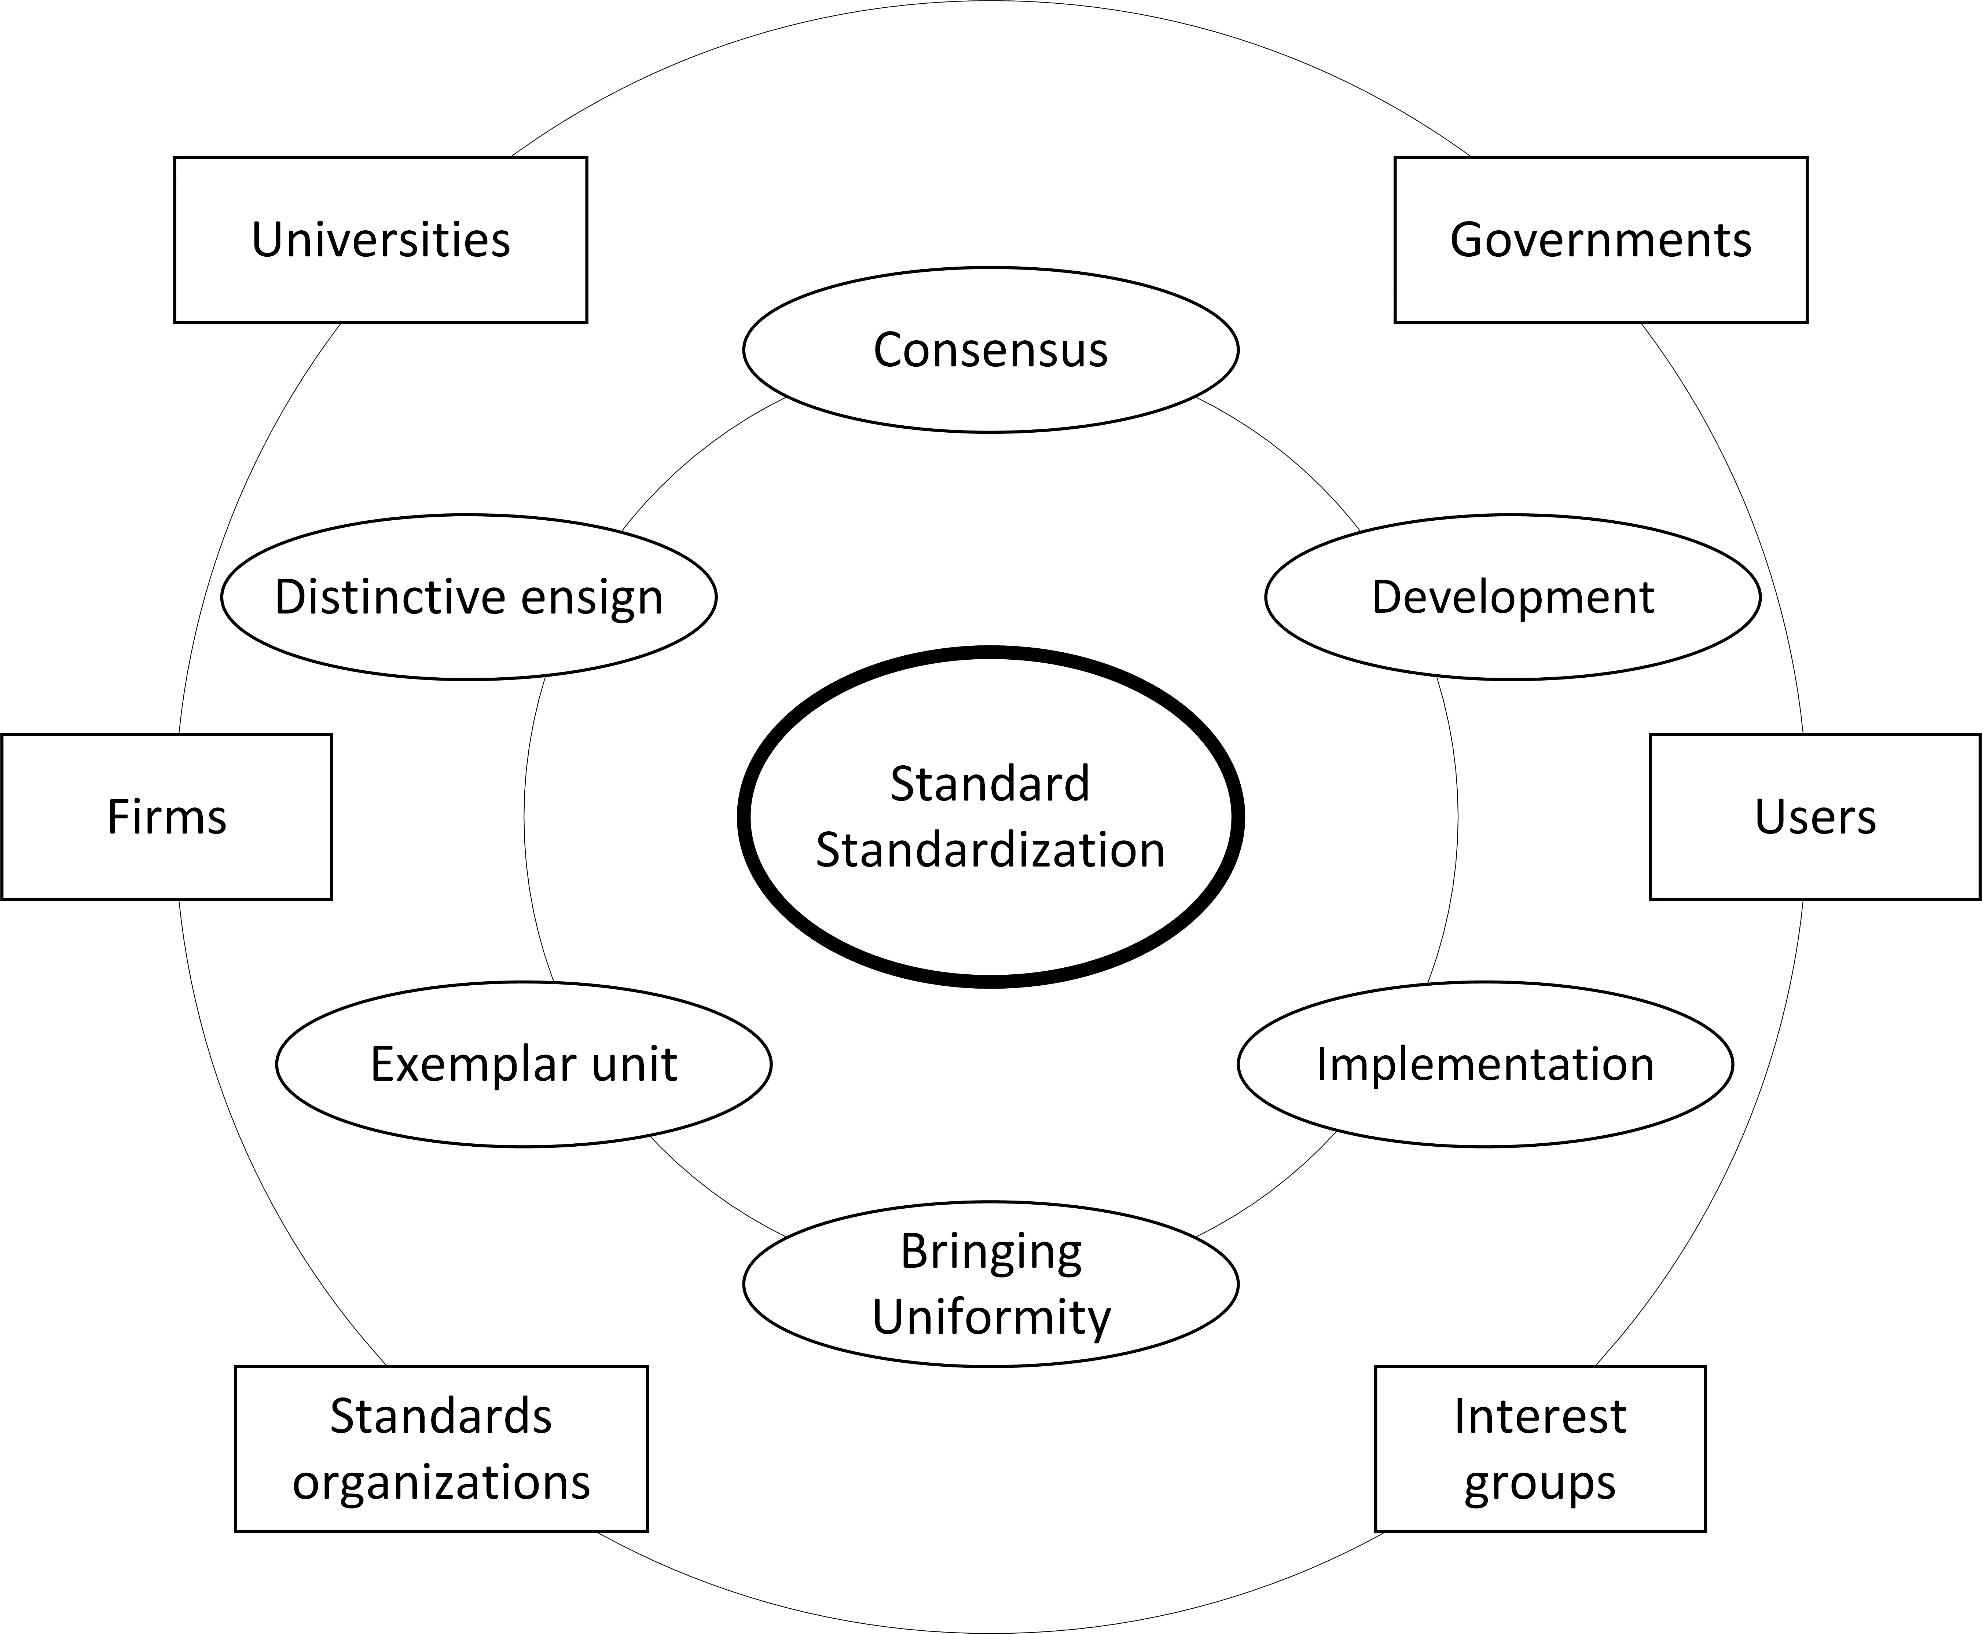 Universities
Governments
Consensus
Distinctive ensign
Development
Standard
Standardization
Firms
Users
Exemplar unit
Implementation
Bringing
Uniformity
Standards
organizations
Interest
groups